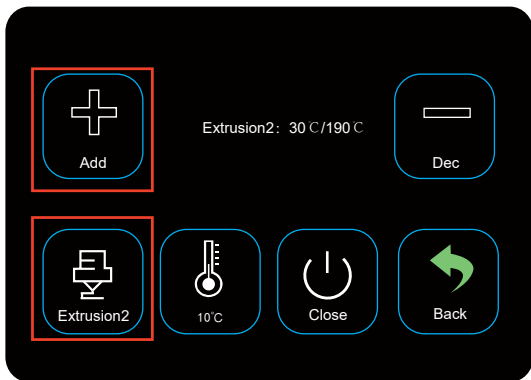 Add
Extrusion2: 30℃/190℃
Dec
Extrusion2
10℃
Close
Back